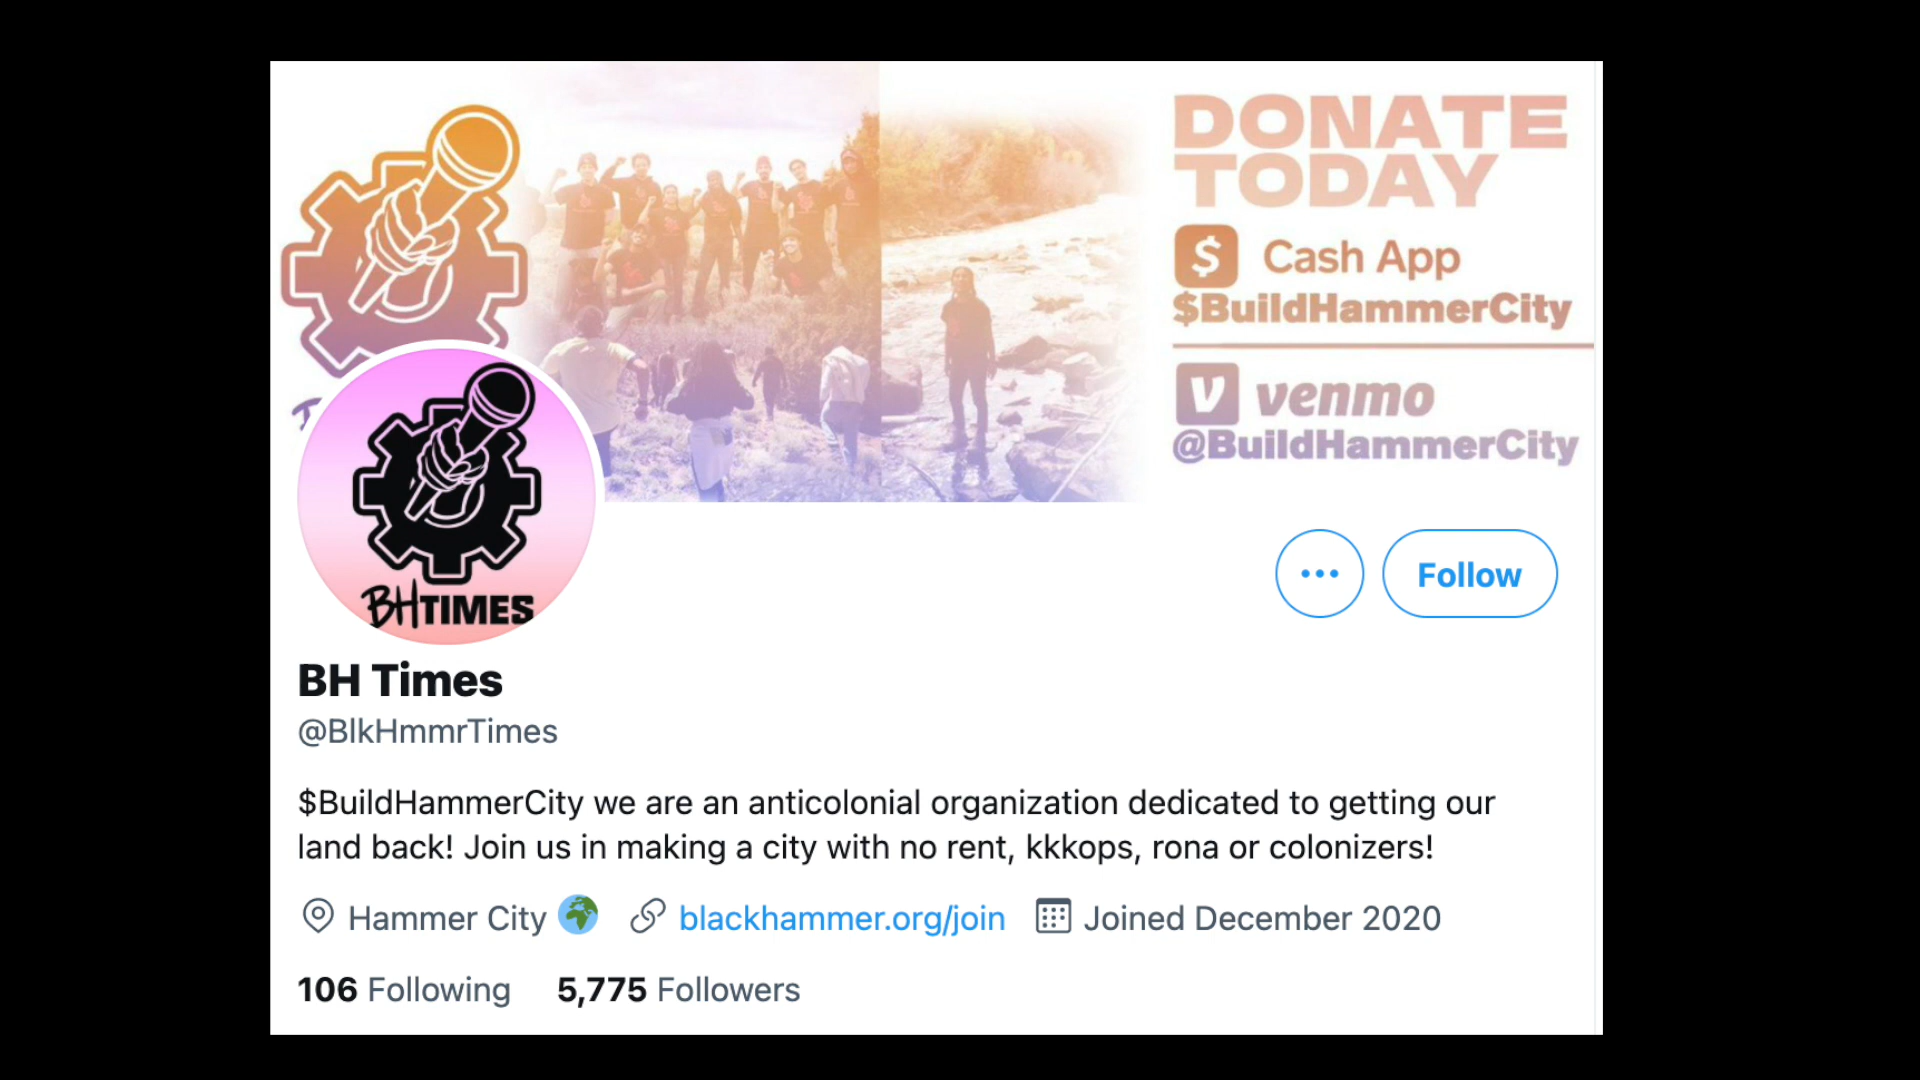 DONATE
TODAY
$ Cash App
$BuildHammerCity
venmo
@BuildHammerCity
BHTIMES
Follow
BH Times
@BlkHmmrTimes
$BuildHammerCity we are an anticolonial organization dedicated to getting our
land back! Join us in making a city with no rent, kkkops, rona or colonizers!
Hammer City blackhammer.org/join Joined December 2020
106 Following 5,775 Followers